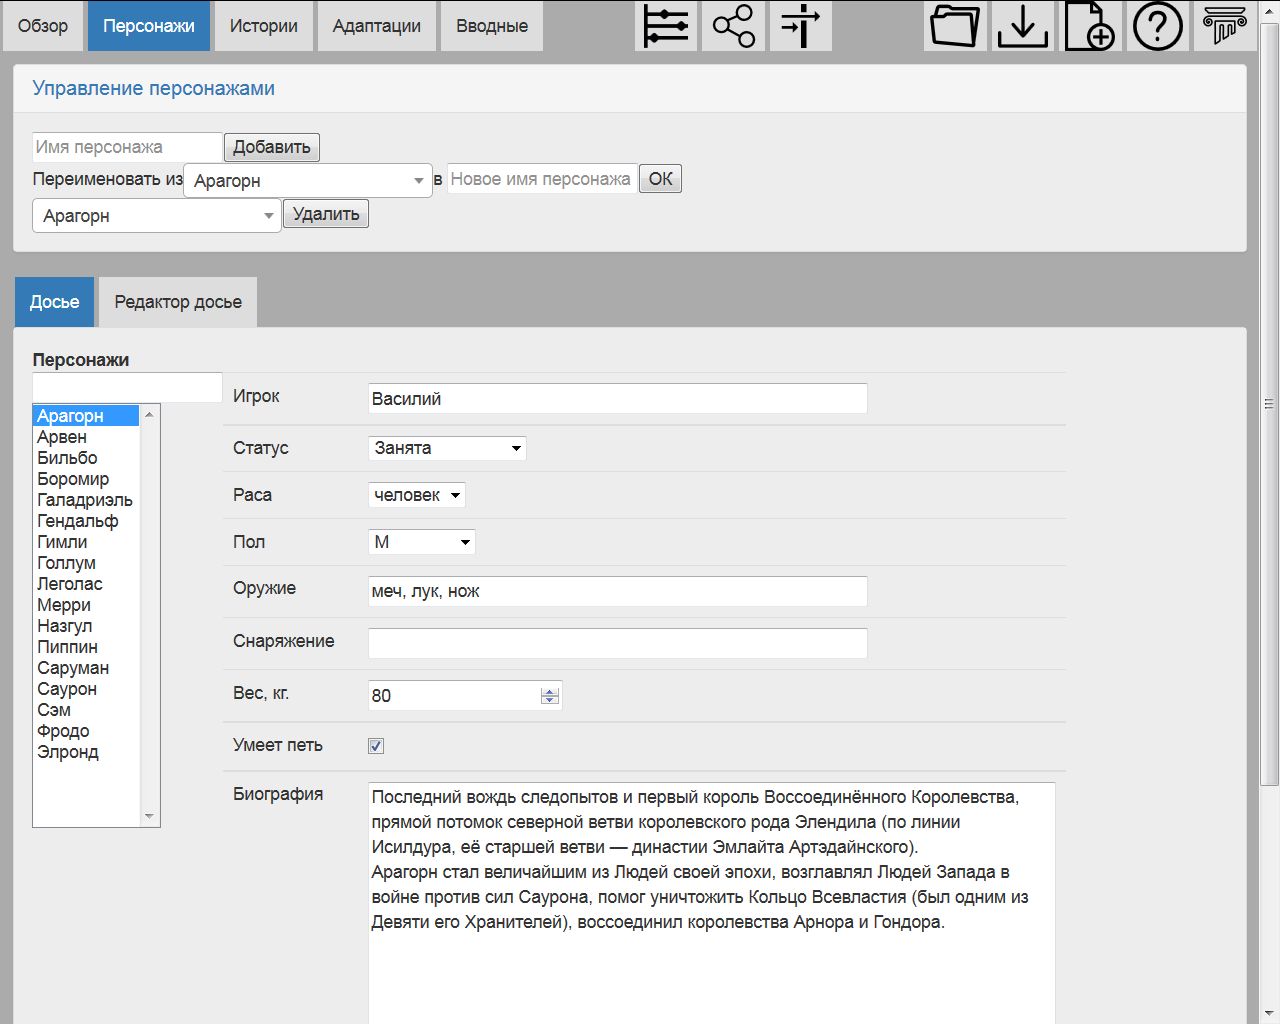 Обзор Персонажи Истории Адаптации Вводные
Управление персонажами
Имя персонажа Добавить
Переименовать из Арагорн в Новое имя персонажа ОК
Арагорн Удалить
Досье Редактор досье
Персонажи
Арагорн
Арвен
Бильбо
Боромир
Галадриэль
Гендальф
Гимли
Голлум
Леголас
Мерри
Назгул
Пиппин
Саруман
Саурон
Сэм
Фродо
Элронд
Игрок Василий
Статус Занята
Раса человек
Пол М
Оружие меч, лук, нож
Снаряжение
Вес, кг. 80
Умеет петь
Биография
Последний вождь следопытов и первый король Воссоединённого Королевства,
прямой потомок северной ветви королевского рода Элендила (по линии
Исилдура, её старшей ветви — династии Эмлайта Артэдайнского).
Арагорн стал величайшим из Людей своей эпохи, возглавлял Людей Запада в
войне против сил Саурона, помог уничтожить Кольцо Всевластия (был одним из
Девяти его Хранителей), воссоединил королевства Арнора и Гондора.